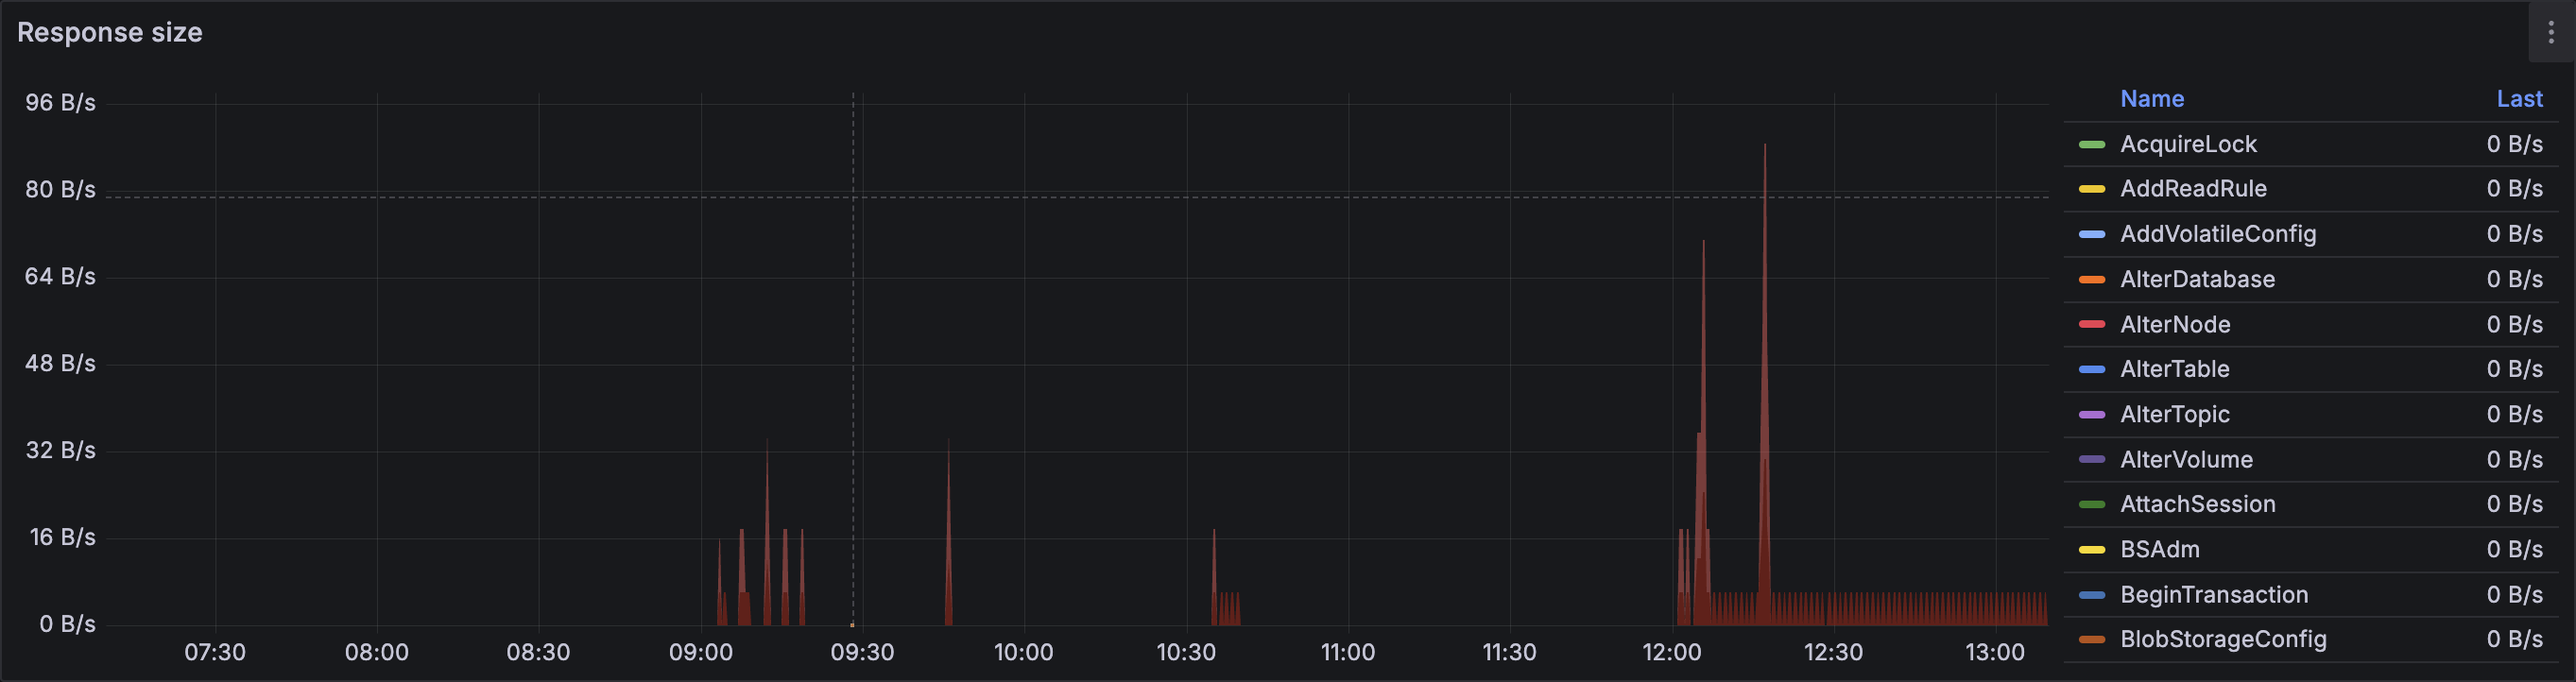 Response size
96 B/s
80 B/s
64 B/s
48 B/s
32 B/s
16 B/s
0 B/s
07:30 08:00 08:30 09:00 09:30 10:00 10:30 11:00 11:30 12:00 12:30 13:00
Name Last
AcquireLock 0 B/s
AddReadRule 0 B/s
AddVolatileConfig 0 B/s
AlterDatabase 0 B/s
AlterNode 0 B/s
AlterTable 0 B/s
AlterTopic 0 B/s
AlterVolume 0 B/s
AttachSession 0 B/s
BSAdm 0 B/s
BeginTransaction 0 B/s
BlobStorageConfig 0 B/s